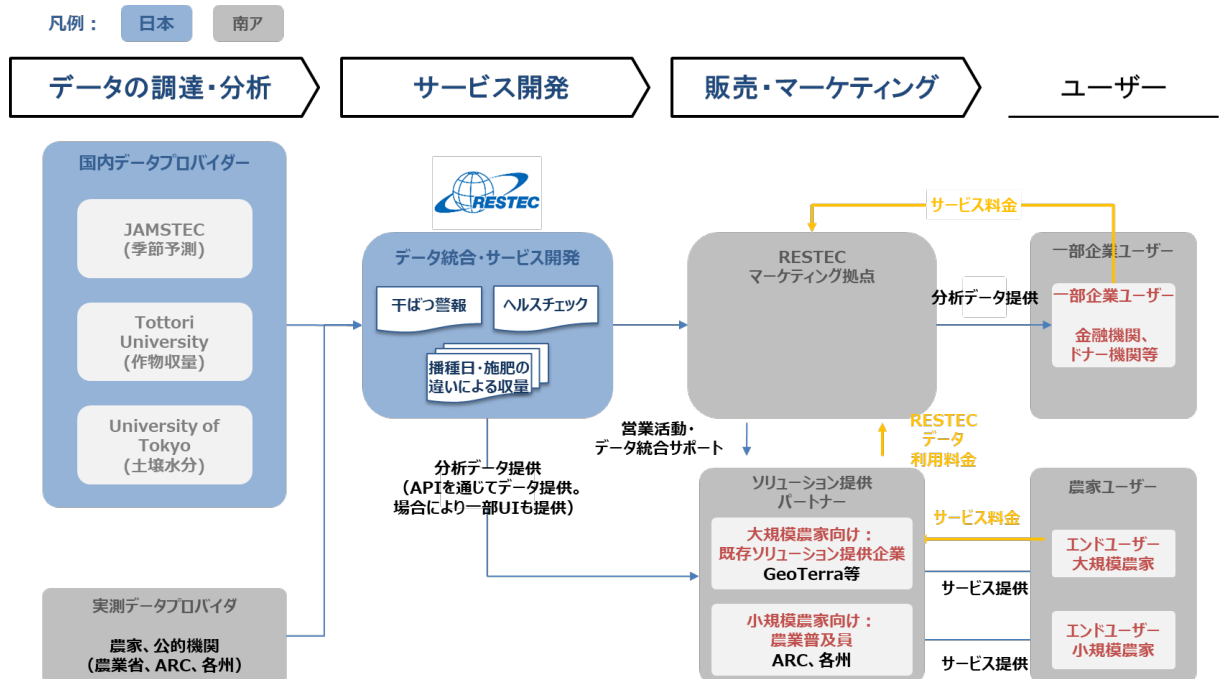 凡例：
日本
南ア
データの調達・分析
サービス開発
販売・マーケティング
ユーザー
国内データプロバイダー
JAMSTEC
(季節予測)
Tottori
University
(作物収量)
University of
Tokyo
(土壌水分)
実測データプロバイダ
農家、公的機関
（農業省、ARC、各州）
RESTEC
データ統合・サービス開発
干ばつ警報
ヘルスチェック
播種日・施肥の
違いによる収量
分析データ提供
（APIを通じてデータ提供。
場合により一部UIも提供）
RESTEC
マーケティング拠点
営業活動・
データ統合サポート
RESTEC
データ
利用料金
ソリューション提供
パートナー
大規模農家向け：
既存ソリューション提供企業
GeoTerra等
小規模農家向け：
農業普及員
ARC、各州
サービス料金
分析データ提供
一部企業ユーザー
一部企業ユーザー
金融機関、
ドナー機関等
農家ユーザー
サービス料金
エンドユーザー
大規模農家
サービス提供
エンドユーザー
小規模農家
サービス提供